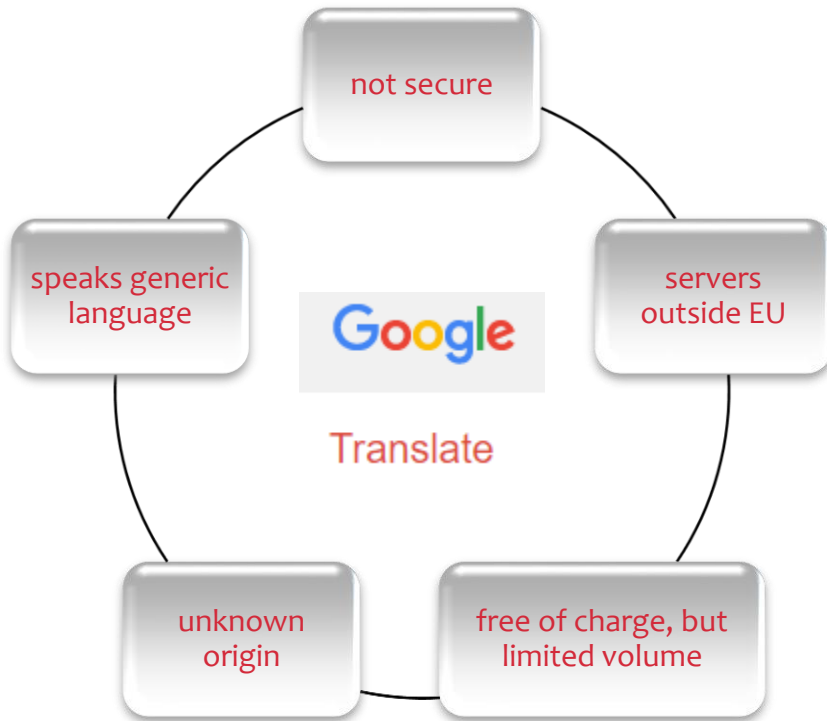 not secure
servers
outside EU
free of charge, but
limited volume
unknown
origin
speaks generic
language
Google
Translate